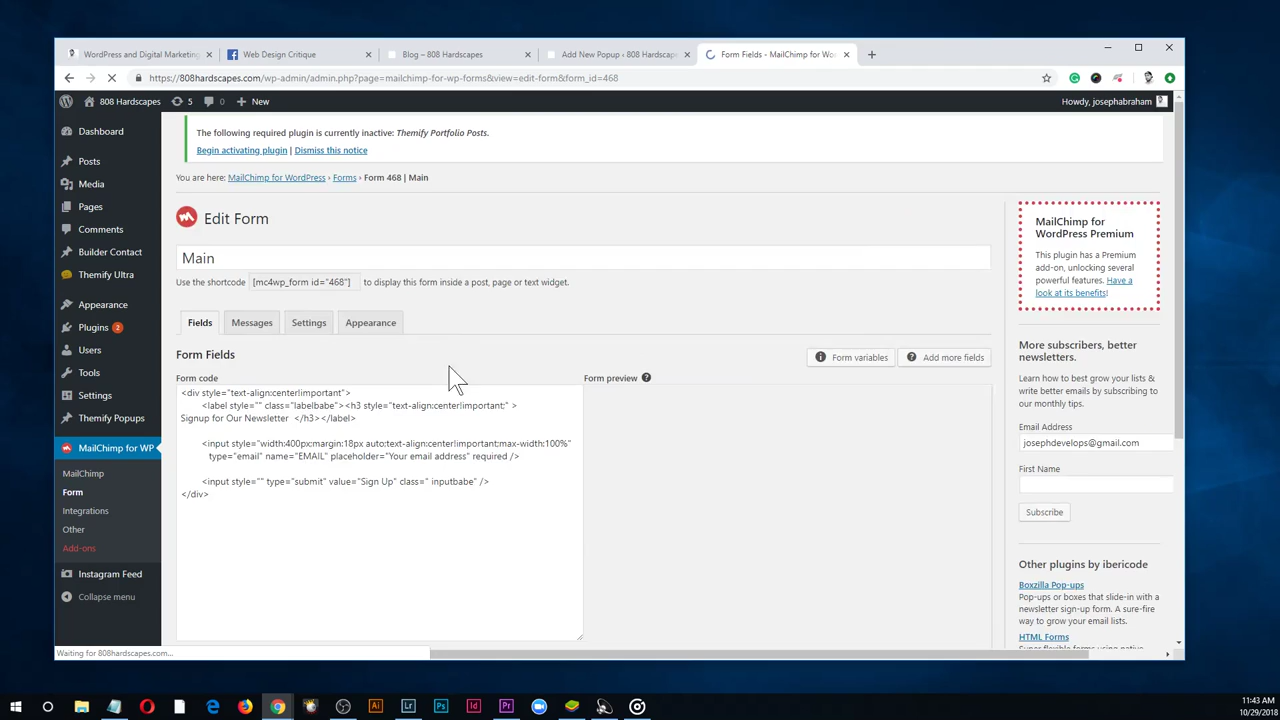 WordPress and Digital Marketing
Web Design Critique
Blog – 808 Hardscapes
Add New Popup ‹ 808 Hardscape
Form Fields - MailChimp for Wor
https://808hardscapes.com/wp-admin/admin.php?page=mailchimp-for-wp-forms&view=edit-form&form_id=468
808 Hardscapes
5
0
New
Howdy, josephabraham
Dashboard
Posts
Media
Pages
Comments
Builder Contact
Themify Ultra
Appearance
Plugins 2
Users
Tools
Settings
Themify Popups
MailChimp for WP
MailChimp
Form
Integrations
Other
Add-ons
Instagram Feed
Collapse menu
The following required plugin is currently inactive: Themify Portfolio Posts.
Begin activating plugin | Dismiss this notice
You are here: MailChimp for WordPress › Forms › Form 468 | Main
Edit Form
Main
Use the shortcode [mc4wp_form id="468"] to display this form inside a post, page or text widget.
Fields
Messages
Settings
Appearance
Form Fields
Form variables
Add more fields
Form code
Form preview
<div style="text-align:center!important">
<label style="" class="labelbabe"><h3 style="text-align:center!important;" >
Signup for Our Newsletter </h3></label>
<input style="width:400px;margin:18px auto;text-align:center!important;max-width:100%"
type="email" name="EMAIL" placeholder="Your email address" required />
<input style="" type="submit" value="Sign Up" class=" inputbabe" />
</div>
MailChimp for
WordPress Premium
This plugin has a Premium
add-on, unlocking several
powerful features. Have a
look at its benefits!
More subscribers, better
newsletters.
Learn how to best grow your lists &
write better emails by subscribing
to our monthly tips.
Email Address
josephdevelops@gmail.com
First Name
Subscribe
Other plugins by ibericode
Boxzilla Pop-ups
Pop-ups or boxes that slide-in with a
newsletter sign-up form. A sure-fire
way to grow your email lists.
HTML Forms
Super flexible forms using native
Waiting for 808hardscapes.com...
11:43 AM
10/29/2018